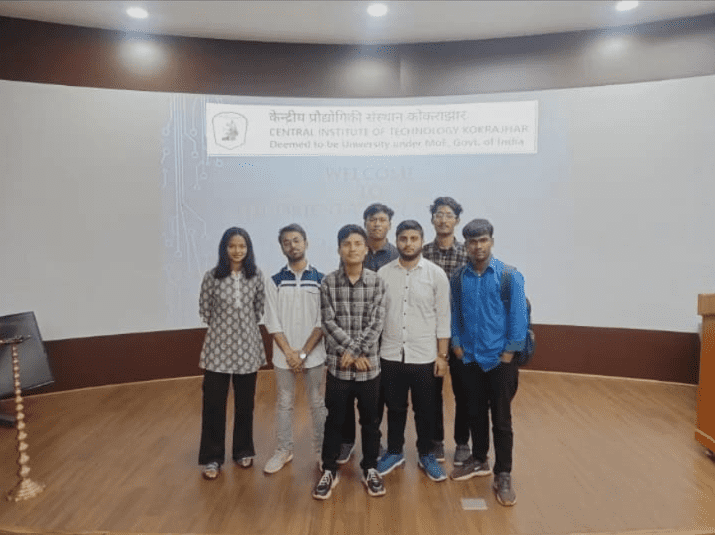 केन्द्रीय प्रौद्योगिकी संस्थान कोकराझार
CENTRAL INSTITUTE OF TECHNOLOGY KOKRAJHAR
Deemed to be University under MoE, Govt. of India
WELCOME
TO